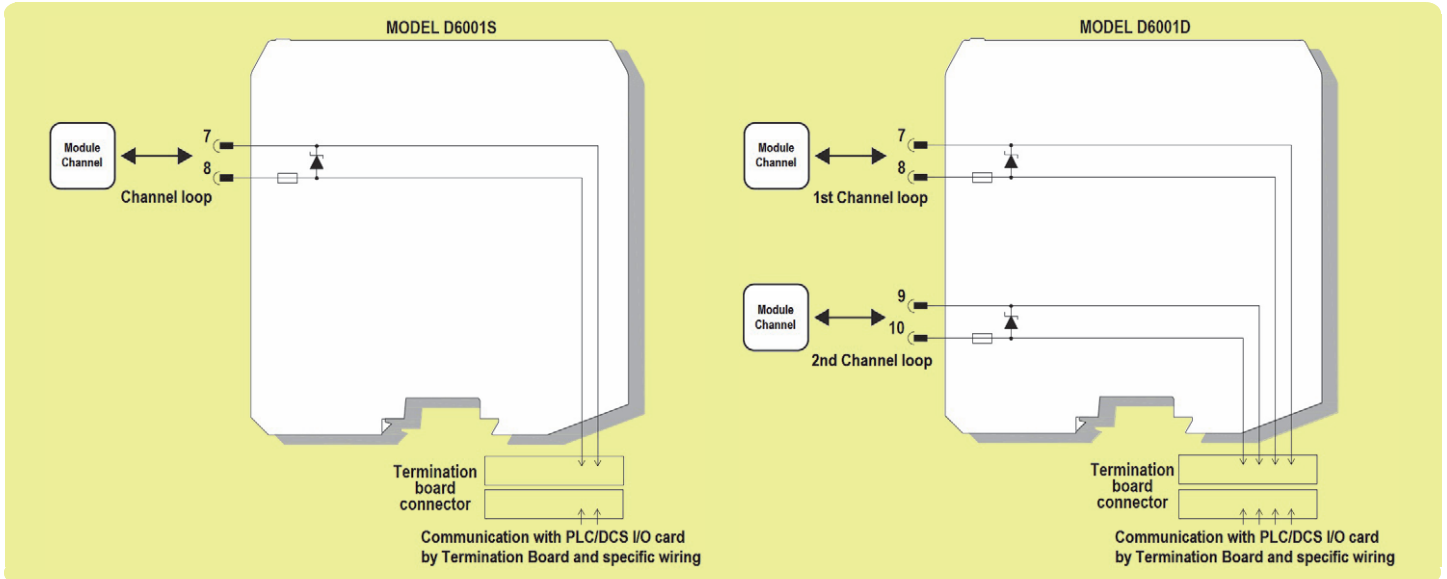 MODEL D6001S
Module
Channel
7
8
Channel loop
Termination
board
connector
Communication with PLC/DCS I/O card
by Termination Board and specific wiring
MODEL D6001D
Module
Channel
7
8
1st Channel loop
Module
Channel
9
10
2nd Channel loop
Termination
board
connector
Communication with PLC/DCS I/O card
by Termination Board and specific wiring